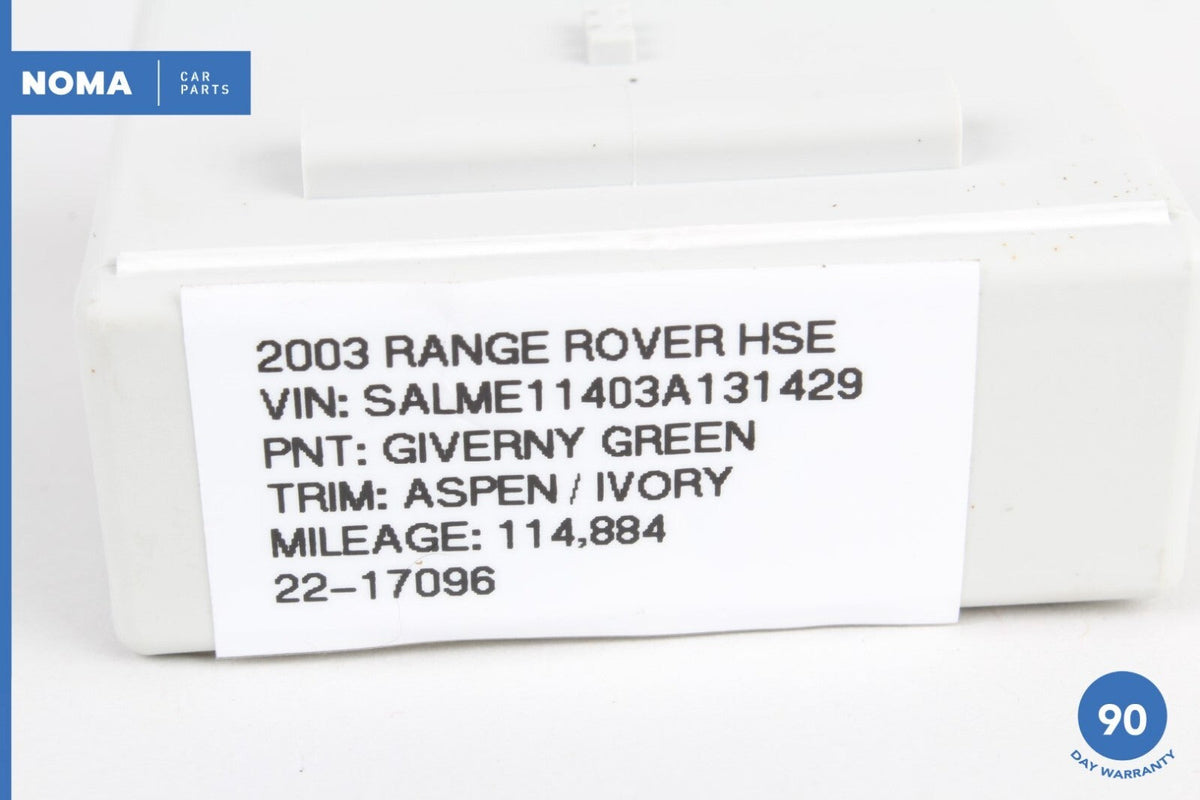 NOMA
CAR
PARTS
2003 RANGE ROVER HSE
VIN: SALME11403A131429
PNT: GIVERNY GREEN
TRIM: ASPEN / IVORY
MILEAGE: 114,884
22-17096
90
DAY WARRANTY